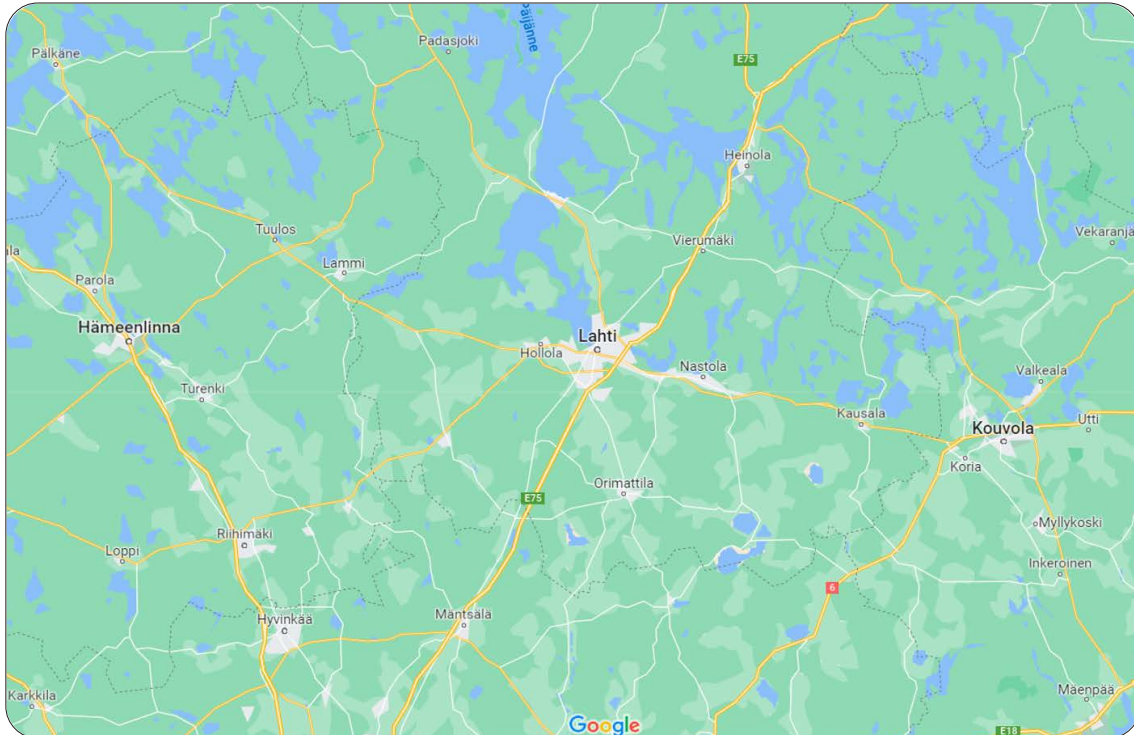 Päijänne
Padasjoki
Pälkäne
E75
Heinola
Tuulos
Vierumäki
Vekaranjä
ala
Lammi
Parola
Hämeenlinna
Lahti
Hollola
Nastola
Valkeala
Turenki
Kausala
Utti
Kouvola
Koria
Orimattila
E75
Myllykoski
Riihimäki
Loppi
Inkeroinen
6
Mäntsälä
Hyvinkää
Karkkila
Mäenpää
Google
E18